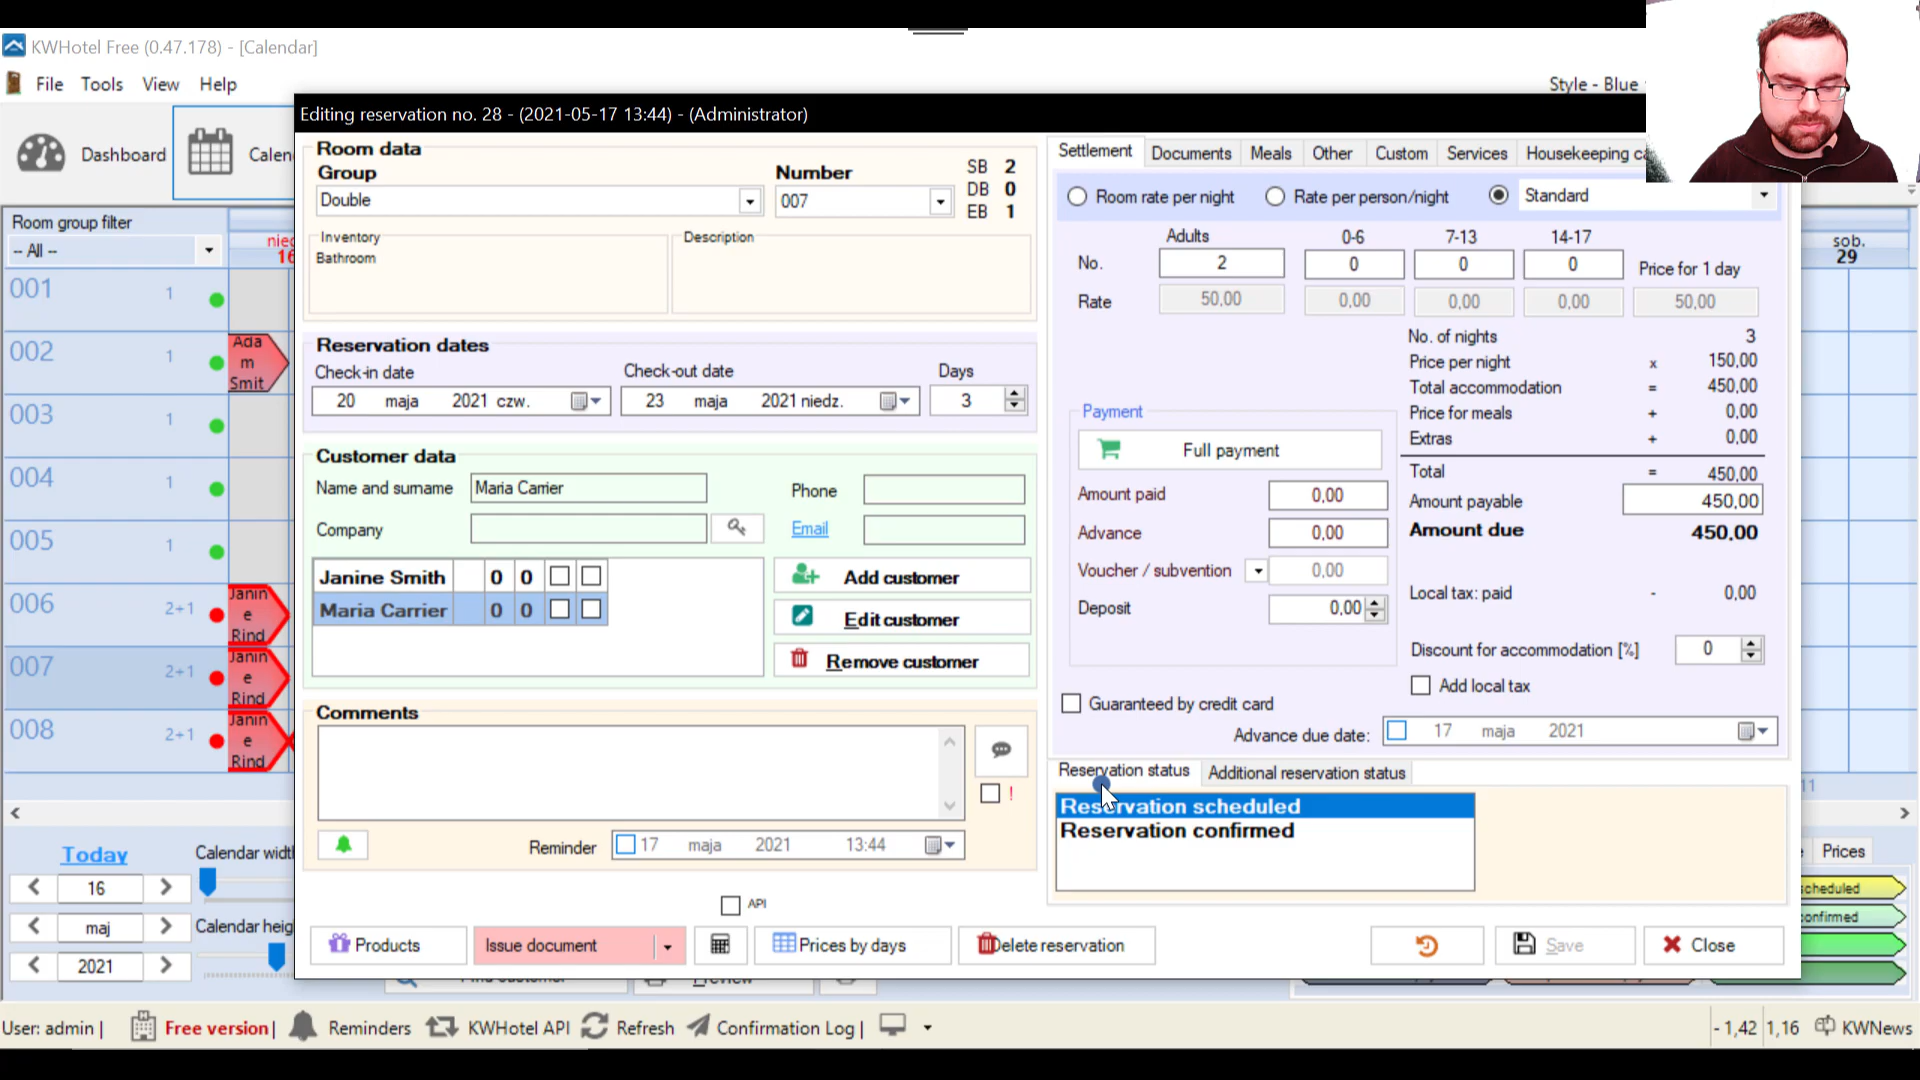 KWHotel Free (0.47.178) - [Calendar]
File Tools View Help
Style - Blue
Dashboard
Calen
Room group filter
-- All --
nied
16
001 1
002 1
Ada
m
Smit
003 1
004 1
005 1
006 2+1
Janin
e
Rind
007 2+1
Janin
e
Rind
008 2+1
Janin
e
Rind
Today
16
maj
2021
Calendar widt
Calendar heig
Editing reservation no. 28 - (2021-05-17 13:44) - (Administrator)
Room data
Group
Double
Number
007
SB 2
DB 0
EB 1
Inventory
Bathroom
Description
Reservation dates
Check-in date
20 maja 2021 czw.
Check-out date
23 maja 2021 niedz.
Days
3
Customer data
Name and surname Maria Carrier
Company
Phone
Email
Janine Smith 0 0
Maria Carrier 0 0
Add customer
Edit customer
Remove customer
Comments
!
Reminder 17 maja 2021 13:44
API
Products
Issue document
Prices by days
Delete reservation
Settlement Documents Meals Other Custom Services Housekeeping ca
Room rate per night Rate per person/night Standard
Adults 0-6 7-13 14-17
No. 2 0 0 0 Price for 1 day
Rate 50,00 0,00 0,00 0,00 50,00
No. of nights 3
Price per night x 150,00
Total accommodation = 450,00
Price for meals + 0,00
Extras + 0,00
Total = 450,00
Amount payable 450,00
Amount due 450,00
Local tax: paid - 0,00
Discount for accommodation [%] 0
Add local tax
Payment
Full payment
Amount paid 0,00
Advance 0,00
Voucher / subvention 0,00
Deposit 0,00
Guaranteed by credit card
Advance due date: 17 maja 2021
Reservation status Additional reservation status
Reservation scheduled
Reservation confirmed
Save
Close
sob.
29
11
Prices
scheduled
confirmed
User: admin |
Free version |
Reminders
KWHotel API
Refresh
Confirmation Log |
- 1,42 | 1,16
KWNews